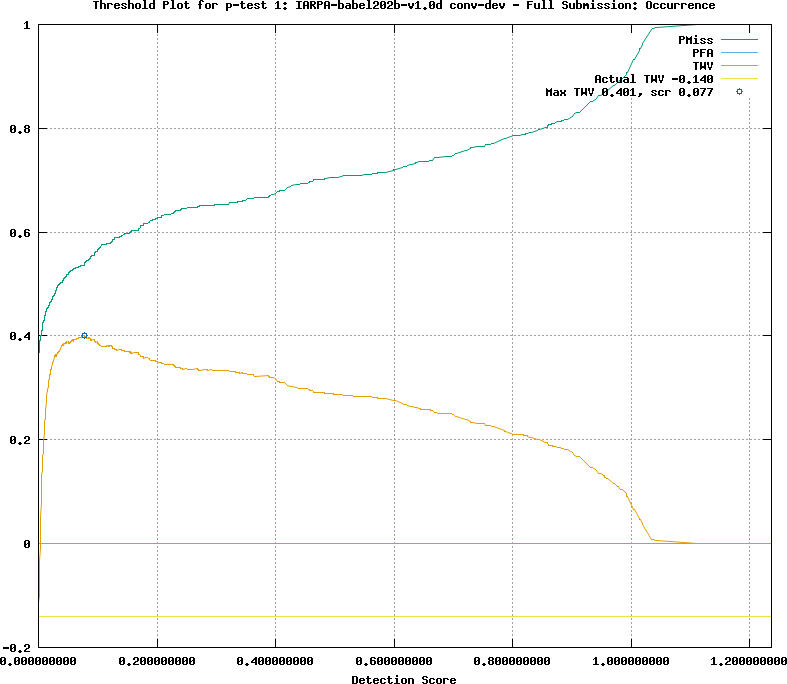 Threshold Plot for p-test 1: IARPA-babel202b-v1.0d conv-dev - Full Submission: Occurrence
1
PMiss
PFA
TWV
Actual TWV -0.140
Max TWV 0.401, scr 0.077
0.8
0.6
0.4
0.2
0
-0.2
0.000000000 0.200000000 0.400000000 0.600000000 0.800000000 1.000000000 1.200000000
Detection Score